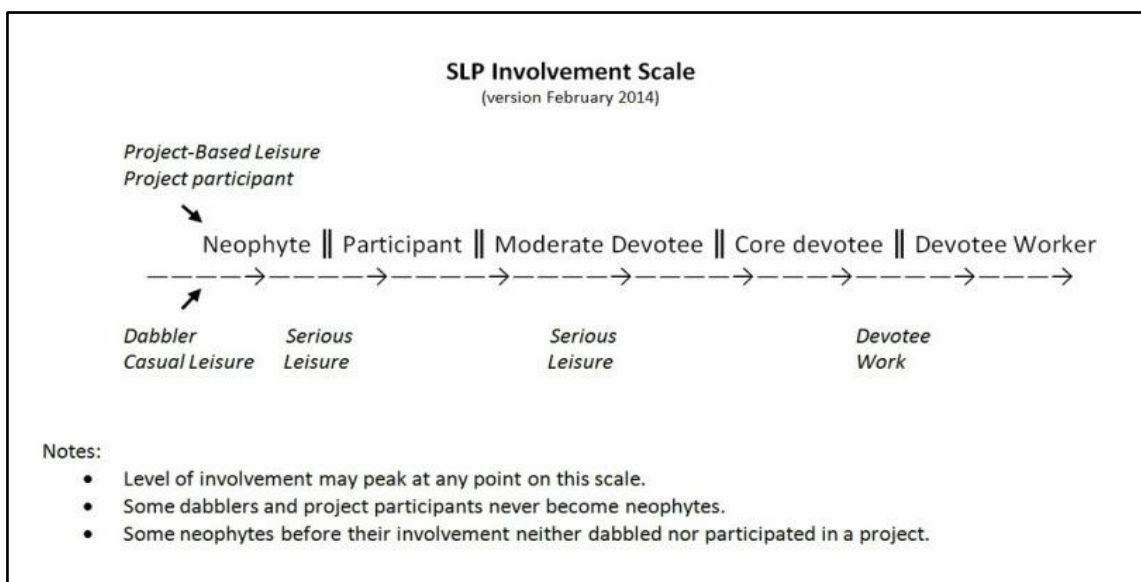 SLP Involvement Scale
(version February 2014)
Project-Based Leisure
Project participant
Neophyte ‖ Participant ‖ Moderate Devotee ‖ Core devotee ‖ Devotee Worker
Dabbler Serious Serious Devotee
Casual Leisure Leisure Leisure Work
Notes:
• Level of involvement may peak at any point on this scale.
• Some dabblers and project participants never become neophytes.
• Some neophytes before their involvement neither dabbled nor participated in a project.